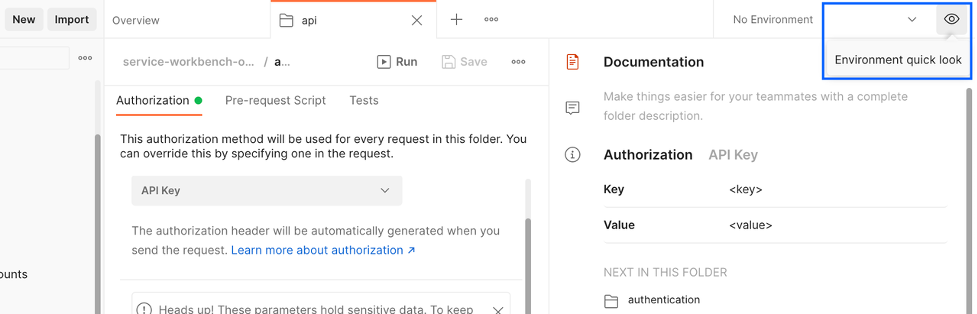 New Import Overview api No Environment
Environment quick look
service-workbench-o... / a... Run Save
Authorization Pre-request Script Tests
This authorization method will be used for every request in this folder. You
can override this by specifying one in the request.
API Key
The authorization header will be automatically generated when you
send the request. Learn more about authorization ↗
Heads up! These parameters hold sensitive data. To keep
ounts
Documentation
Make things easier for your teammates with a complete
folder description.
Authorization API Key
Key <key>
Value <value>
NEXT IN THIS FOLDER
authentication